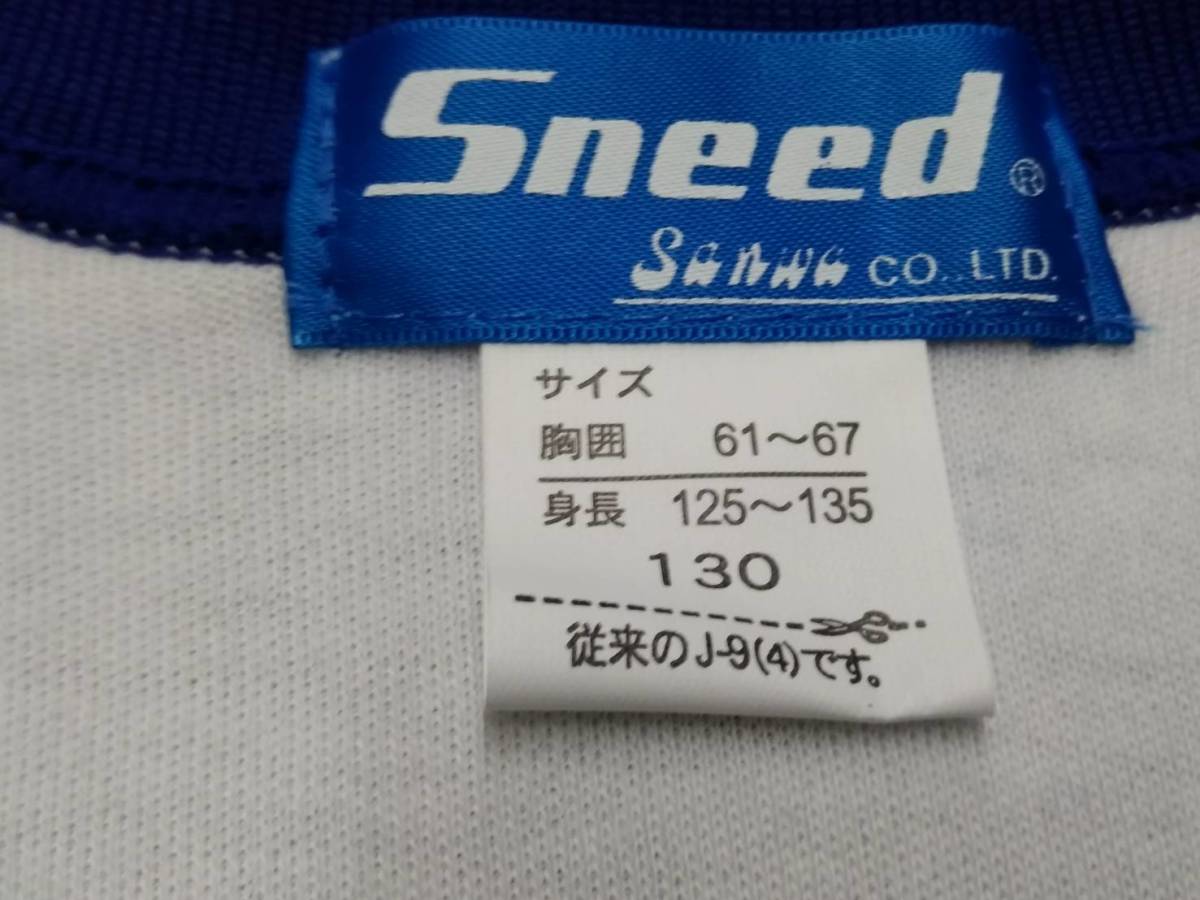 Sneed ®
Sanwa CO.,LTD.
サイズ
胸囲 61～67
身長 125～135
130
従来のJ-9(4)です。